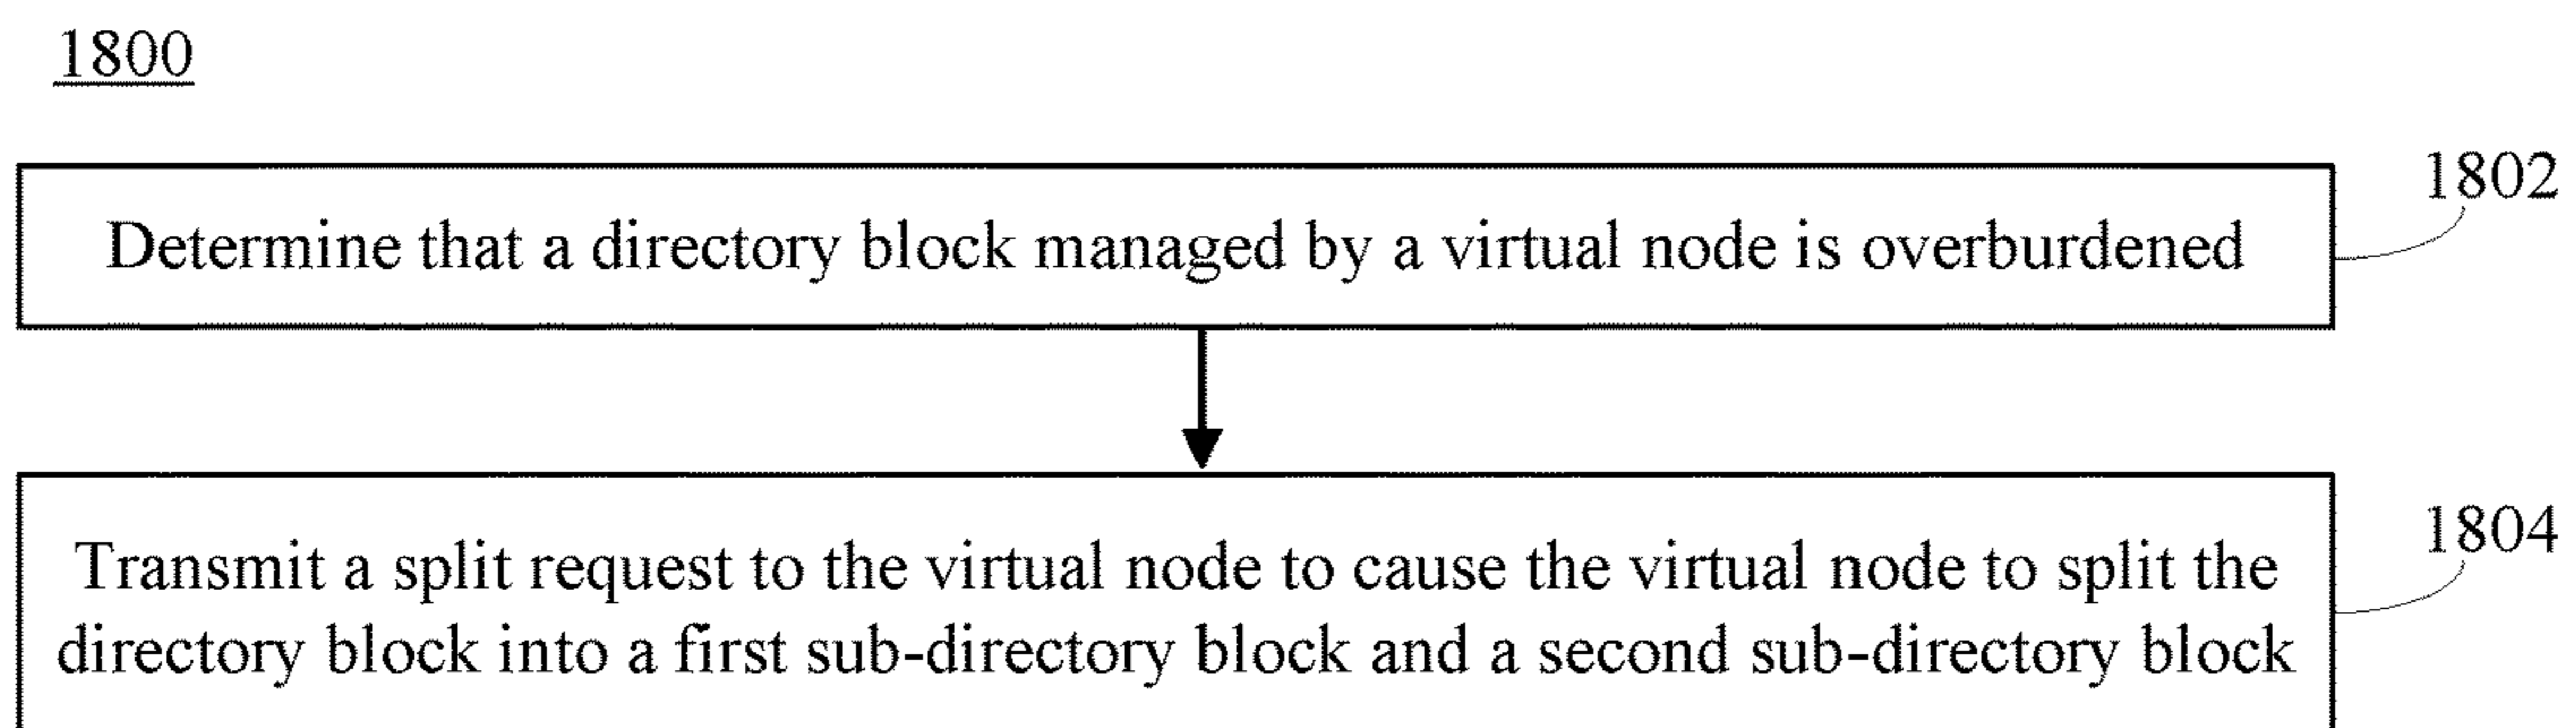 1800
1802
Determine that a directory block managed by a virtual node is overburdened
1804
Transmit a split request to the virtual node to cause the virtual node to split the
directory block into a first sub-directory block and a second sub-directory block